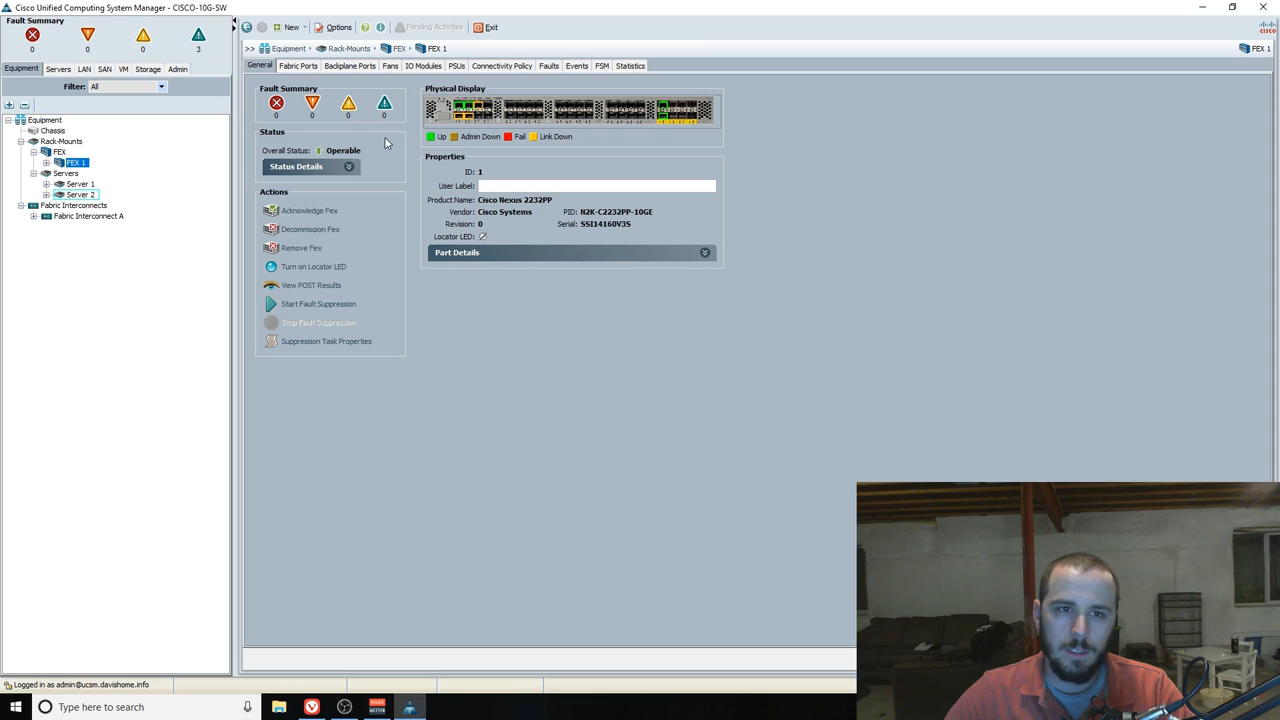 Cisco Unified Computing System Manager - CISCO-10G-SW
Fault Summary
0 0 0 3
New Options Pending Activities Exit
>> Equipment Rack-Mounts FEX FEX 1
FEX 1
Equipment Servers LAN SAN VM Storage Admin
Filter: All
General Fabric Ports Backplane Ports Fans IO Modules PSUs Connectivity Policy Faults Events FSM Statistics
Equipment
Chassis
Rack-Mounts
FEX
FEX 1
Servers
Server 1
Server 2
Fabric Interconnects
Fabric Interconnect A
Fault Summary
0 0 0 0
Status
Overall Status: Operable
Status Details
Actions
Acknowledge Fex
Decommission Fex
Remove Fex
Turn on Locator LED
View POST Results
Start Fault Suppression
Stop Fault Suppression
Suppression Task Properties
Physical Display
Up Admin Down Fail Link Down
Properties
ID: 1
User Label:
Product Name: Cisco Nexus 2232PP
Vendor: Cisco Systems PID: N2K-C2232PP-10GE
Revision: 0 Serial: SSI14160V3S
Locator LED:
Part Details
Logged in as admin@ucsm.davishome.info
Type here to search